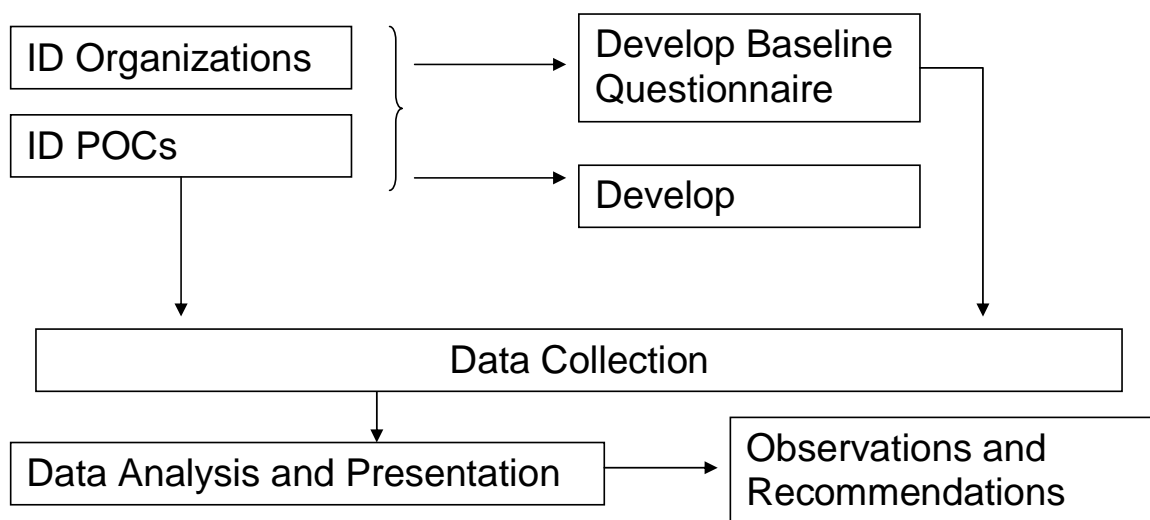 ID Organizations
ID POCs
Develop Baseline
Questionnaire
Develop
Data Collection
Data Analysis and Presentation
Observations and
Recommendations